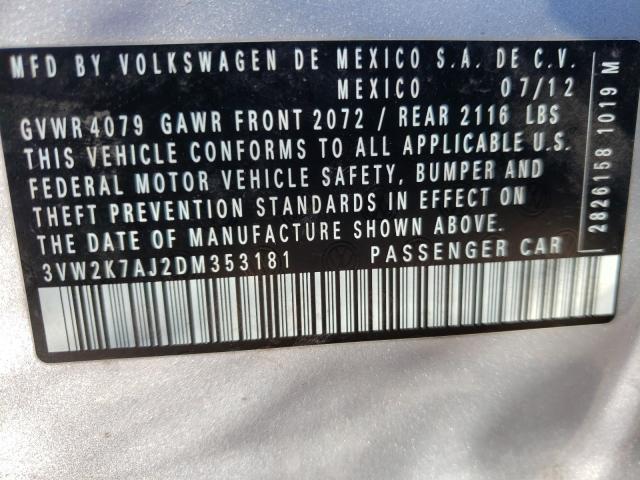 MFD BY VOLKSWAGEN DE MEXICO S.A. DE C.V.
MEXICO 07/12
GVWR 4079 GAWR FRONT 2072 / REAR 2116 LBS
THIS VEHICLE CONFORMS TO ALL APPLICABLE U.S.
FEDERAL MOTOR VEHICLE SAFETY, BUMPER AND
THEFT PREVENTION STANDARDS IN EFFECT ON
THE DATE OF MANUFACTURE SHOWN ABOVE.
3VW2K7AJ2DM353181 PASSENGER CAR
2826158 1019 M